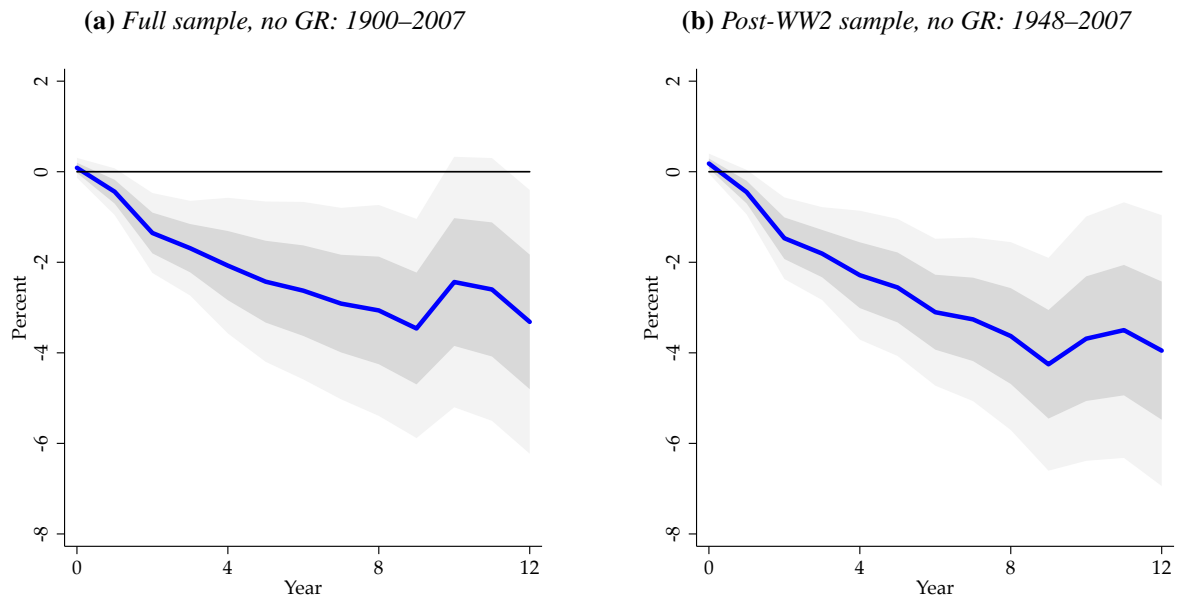 (a) Full sample, no GR: 1900–2007
2
0
-2
-4
-6
-8
Percent
0 4 8 12
Year
(b) Post-WW2 sample, no GR: 1948–2007
2
0
-2
-4
-6
-8
Percent
0 4 8 12
Year